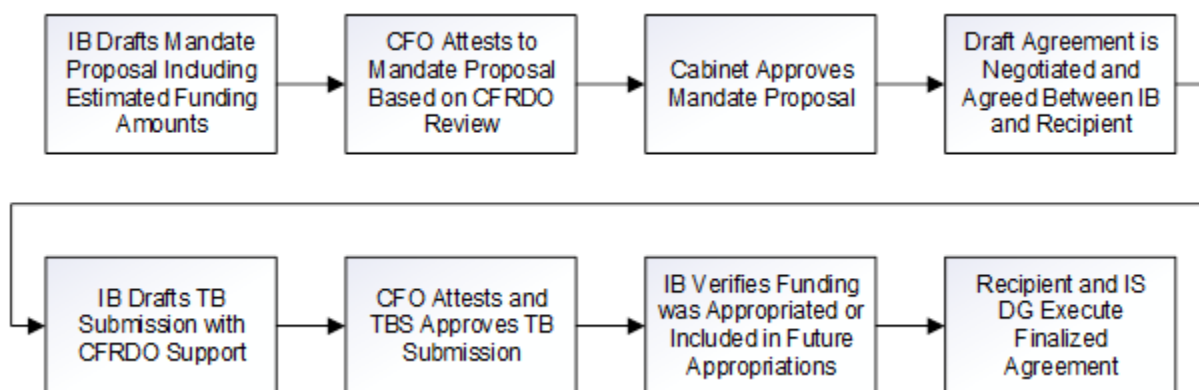 IB Drafts Mandate
Proposal Including
Estimated Funding
Amounts
CFO Attests to
Mandate Proposal
Based on CFRDO
Review
Cabinet Approves
Mandate Proposal
Draft Agreement is
Negotiated and
Agreed Between IB
and Recipient
IB Drafts TB
Submission with
CFRDO Support
CFO Attests and
TBS Approves TB
Submission
IB Verifies Funding
was Appropriated or
Included in Future
Appropriations
Recipient and IS
DG Execute
Finalized
Agreement